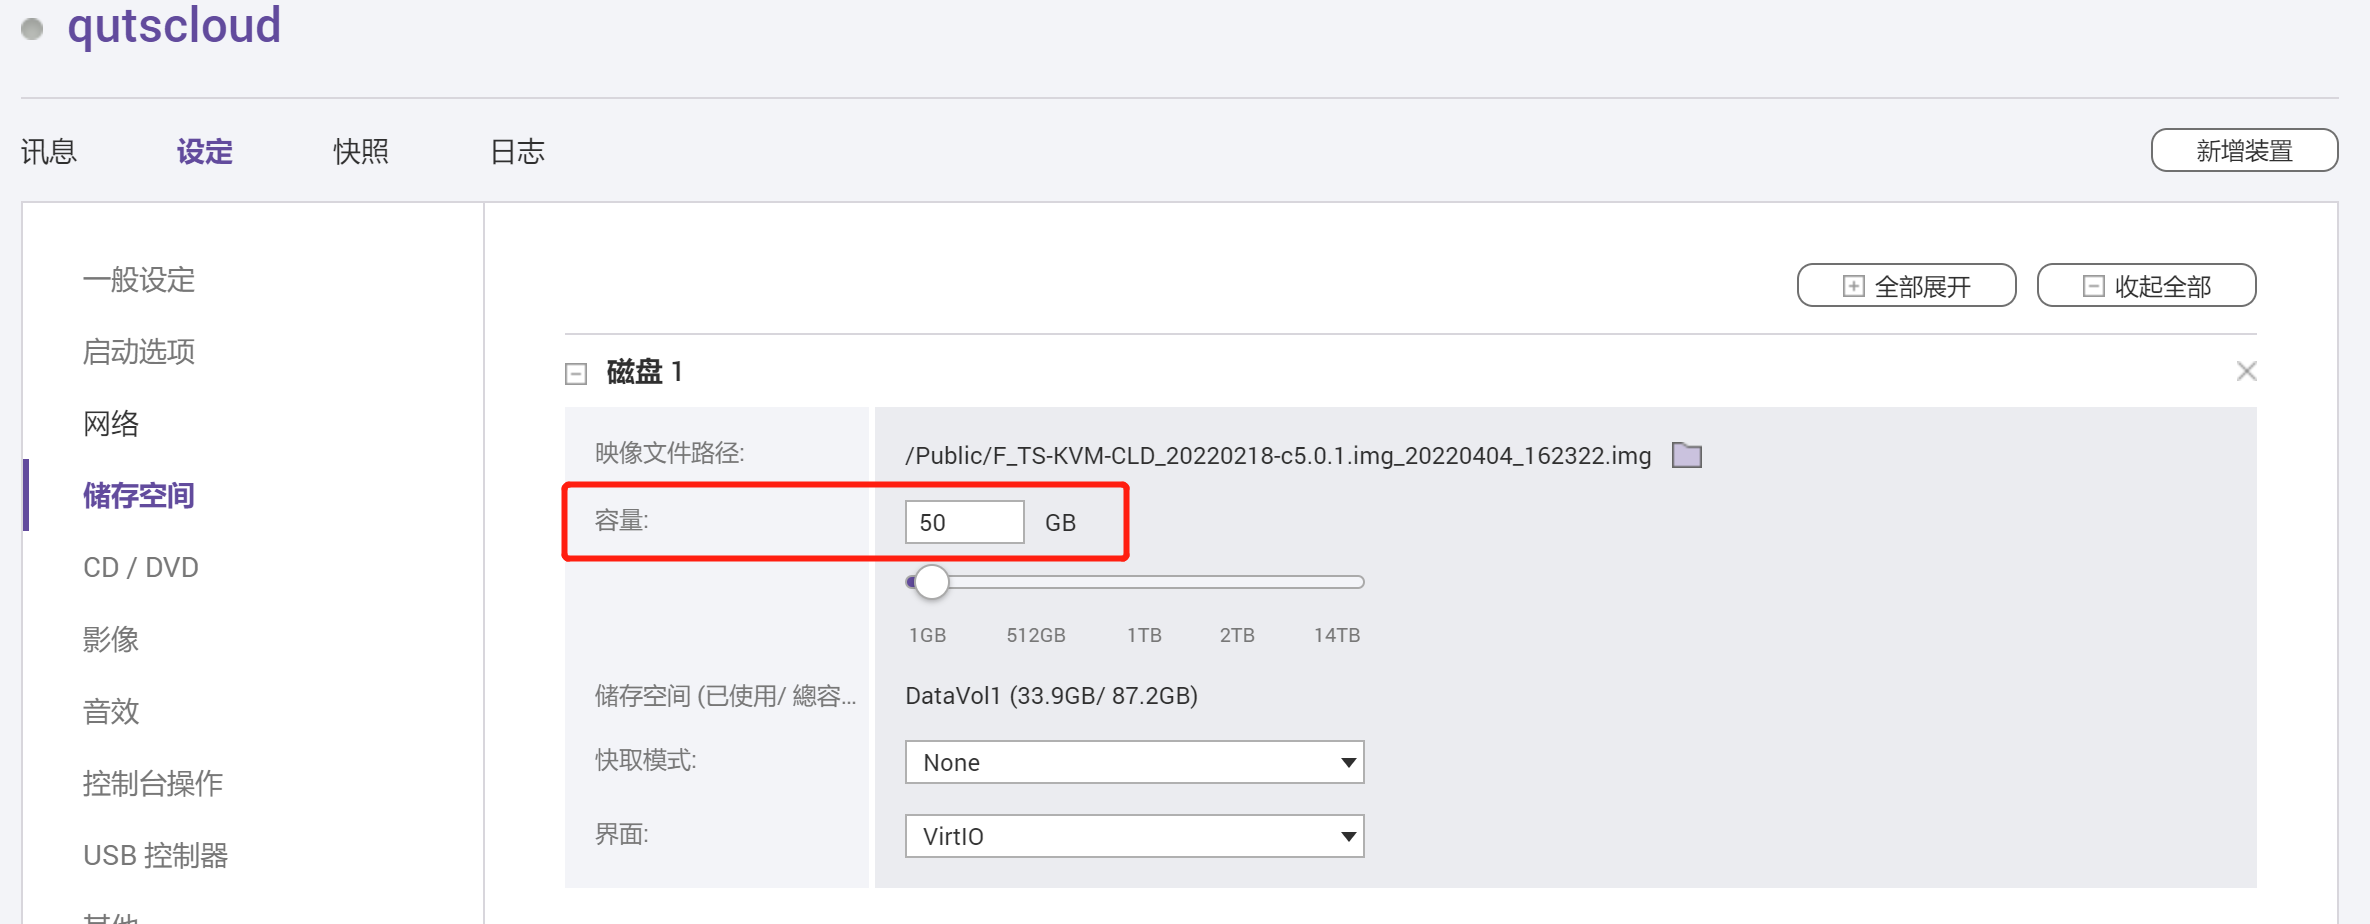 qutscloud
讯息 设定 快照 日志 新增装置
全部展开 收起全部
一般设定
启动选项
网络
储存空间
CD / DVD
影像
音效
控制台操作
USB 控制器
其他
磁盘 1
映像文件路径: /Public/F_TS-KVM-CLD_20220218-c5.0.1.img_20220404_162322.img
容量: 50 GB
1GB 512GB 1TB 2TB 14TB
储存空间 (已使用/ 總容... DataVol1 (33.9GB/ 87.2GB)
快取模式: None
界面: VirtIO